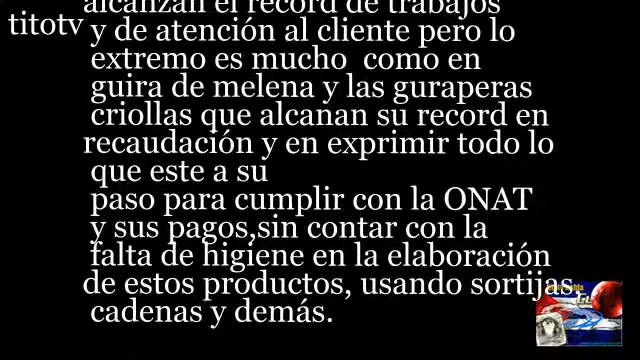 alcanzan el record de trabajos
titotv
y de atención al cliente pero lo
extremo es mucho  como en
guira de melena y las guraperas
criollas que alcanan su record en
recaudación y en exprimir todo lo
que este a su
paso para cumplir con la ONAT
y sus pagos,sin contar con la
falta de higiene en la elaboración
de estos productos, usando sortijas,
cadenas y demás.